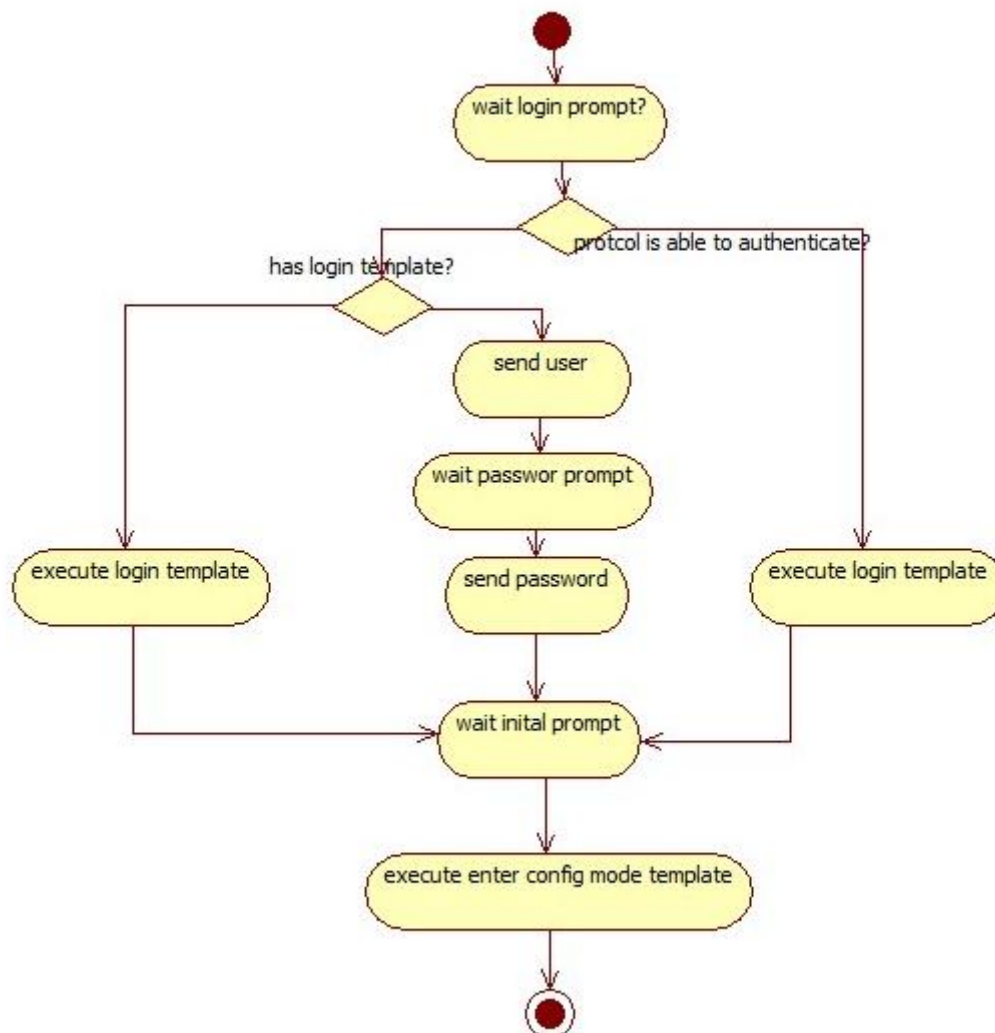 wait login prompt?
protcol is able to authenticate?
has login template?
send user
wait passwor prompt
execute login template
send password
execute login template
wait inital prompt
execute enter config mode template